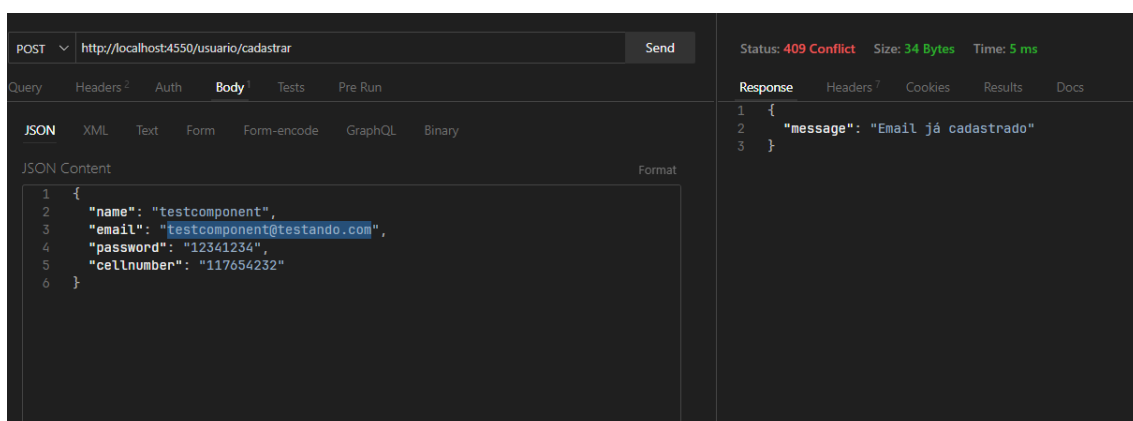 POST http://localhost:4550/usuario/cadastrar Send
Query Headers 2 Auth Body 1 Tests Pre Run
JSON XML Text Form Form-encode GraphQL Binary
JSON Content Format
1 {
2 "name": "testcomponent",
3 "email": "testcomponent@testando.com",
4 "password": "12341234",
5 "cellnumber": "117654232"
6 }
Status: 409 Conflict Size: 34 Bytes Time: 5 ms
Response Headers 7 Cookies Results Docs
1 {
2 "message": "Email já cadastrado"
3 }